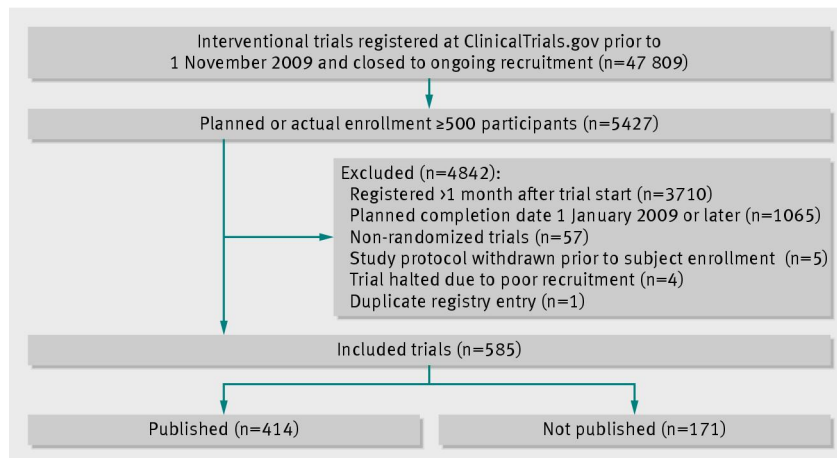 Interventional trials registered at ClinicalTrials.gov prior to
1 November 2009 and closed to ongoing recruitment (n=47 809)
Planned or actual enrollment ≥500 participants (n=5427)
Excluded (n=4842):
Registered >1 month after trial start (n=3710)
Planned completion date 1 January 2009 or later (n=1065)
Non-randomized trials (n=57)
Study protocol withdrawn prior to subject enrollment (n=5)
Trial halted due to poor recruitment (n=4)
Duplicate registry entry (n=1)
Included trials (n=585)
Published (n=414)
Not published (n=171)